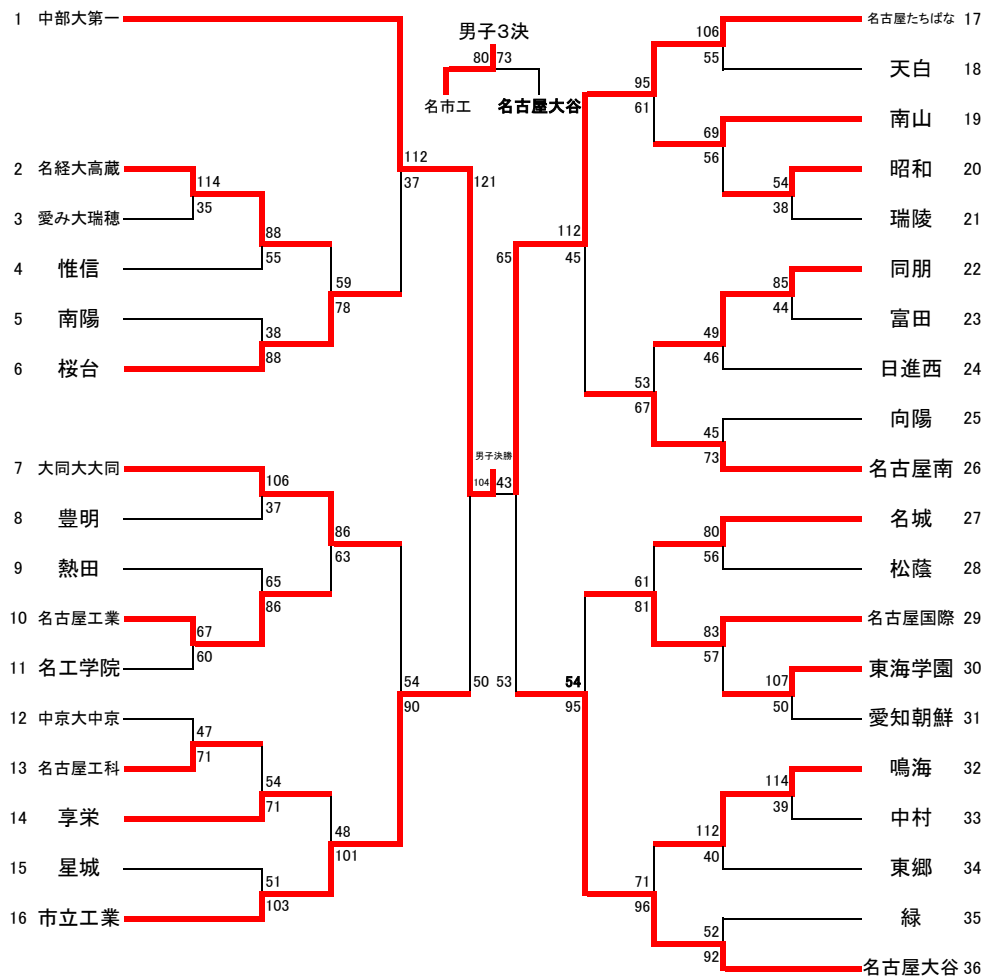 男子3決
80 73
名市工 名古屋大谷
1 中部大第一
112
37
121
2 名経大高蔵
114
35
3 愛み大瑞穂
88
55
4 惟信
59
78
5 南陽
38
88
6 桜台
7 大同大大同
106
37
8 豊明
86
63
9 熱田
65
86
10 名古屋工業
67
60
11 名工学院
54
90
50
12 中京大中京
47
71
13 名古屋工科
54
71
14 享栄
48
101
15 星城
51
103
16 市立工業
男子決勝
104 43
名古屋たちばな 17
106
55
天白 18
95
61
南山 19
69
56
昭和 20
54
38
瑞陵 21
112
45
65
同朋 22
85
44
富田 23
49
46
日進西 24
53
67
向陽 25
45
73
名古屋南 26
名城 27
80
56
松蔭 28
61
81
名古屋国際 29
83
57
東海学園 30
107
50
愛知朝鮮 31
53
54
95
鳴海 32
114
39
中村 33
112
40
東郷 34
71
96
緑 35
52
92
名古屋大谷 36